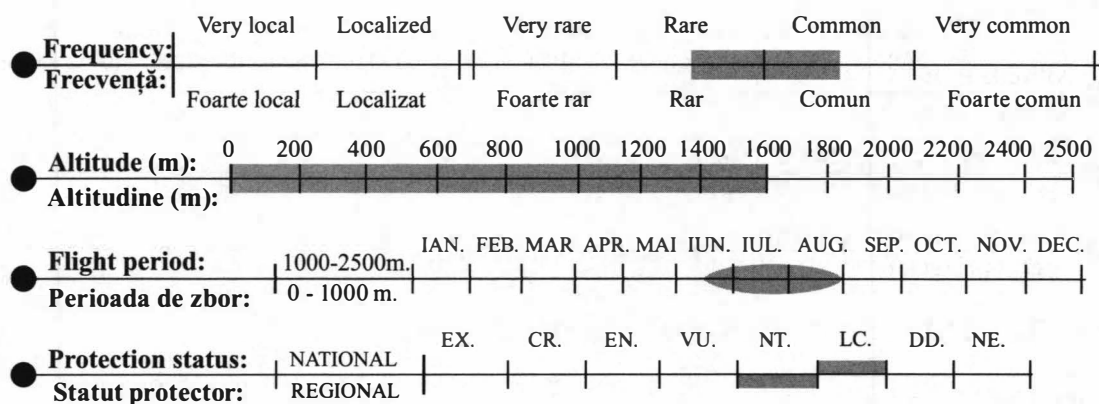 Very local Localized Very rare Rare Common Very common
Frequency:
Frecvență:
Foarte local Localizat Foarte rar Rar Comun Foarte comun
Altitude (m): 0 200 400 600 800 1000 1200 1400 1600 1800 2000 2200 2400 2500
Altitudine (m):
IAN. FEB. MAR APR. MAI IUN. IUL. AUG. SEP. OCT. NOV. DEC.
Flight period: 1000-2500m.
Perioada de zbor: 0 - 1000 m.
EX. CR. EN. VU. NT. LC. DD. NE.
Protection status: NATIONAL
Statut protector: REGIONAL